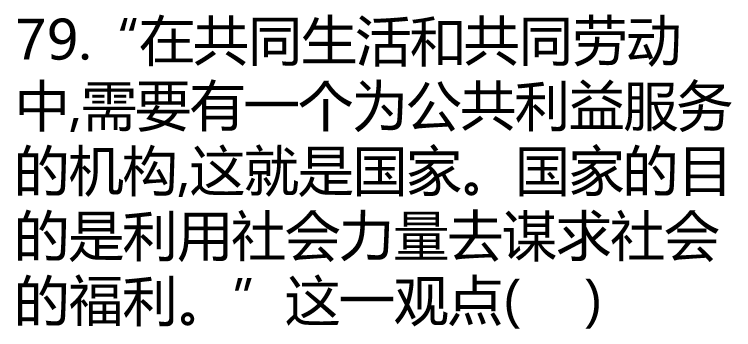 79.“在共同生活和共同劳动
中,需要有一个为公共利益服务
的机构,这就是国家。国家的目
的是利用社会力量去谋求社会
的福利。”这一观点(　)